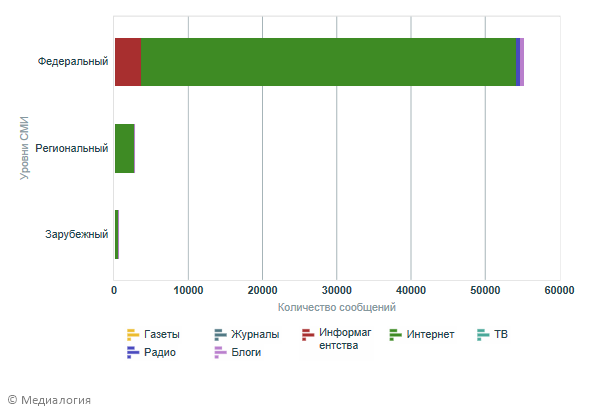 Федеральный
Региональный
Зарубежный
Уровни СМИ
0 10000 20000 30000 40000 50000 60000
Количество сообщений
Газеты Журналы Информаг Интернет ТВ
ентства
Радио Блоги
© Медиалогия